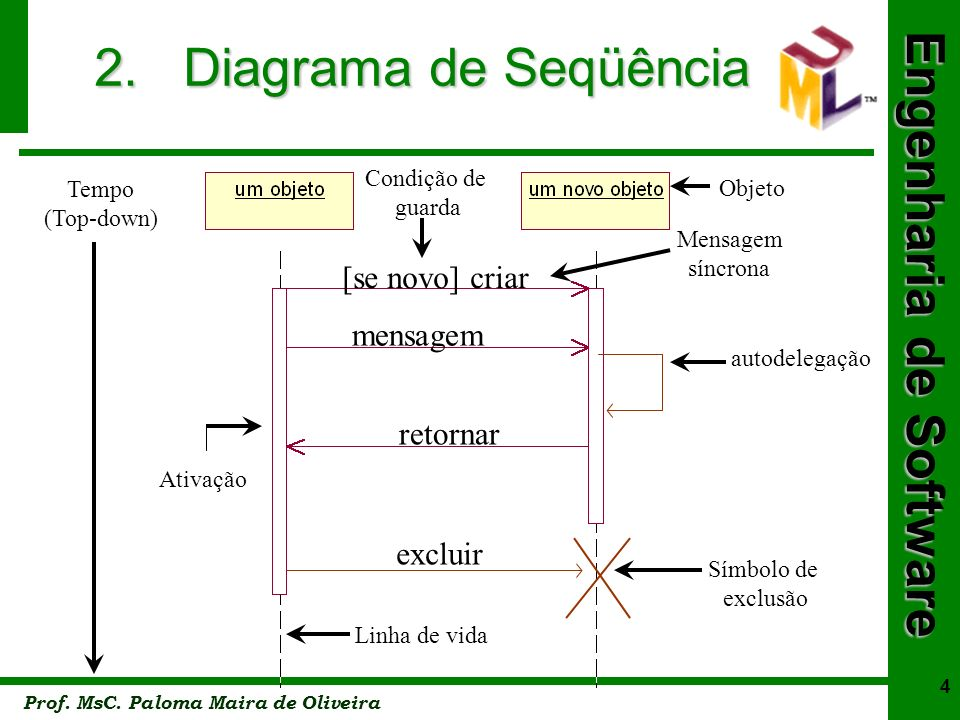 2. Diagrama de Seqüência
UML™
Engenharia de Software
Tempo
(Top-down)
um objeto
Condição de
guarda
um novo objeto
Objeto
Mensagem
síncrona
[se novo] criar
mensagem
autodelegação
retornar
Ativação
excluir
Símbolo de
exclusão
Linha de vida
4
Prof. MsC. Paloma Maira de Oliveira